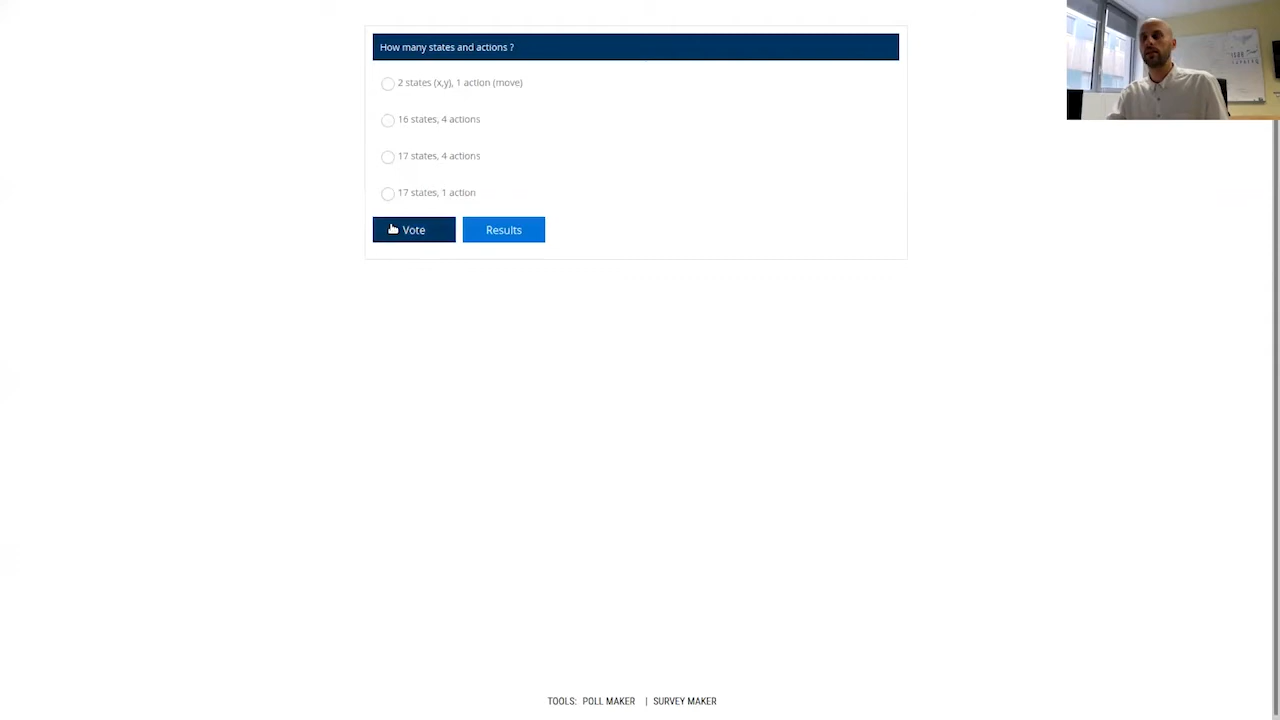 How many states and actions ?
2 states (x,y), 1 action (move)
16 states, 4 actions
17 states, 4 actions
17 states, 1 action
Vote Results
TOOLS: POLL MAKER | SURVEY MAKER